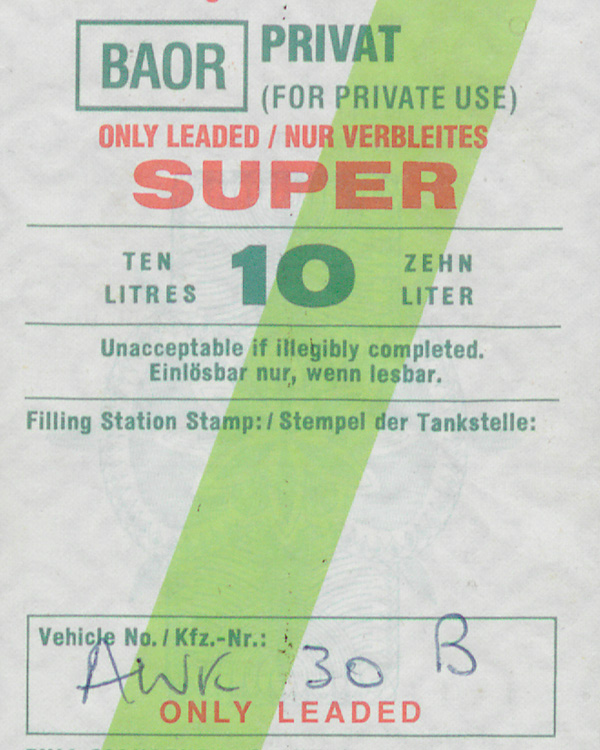 BAOR PRIVAT
(FOR PRIVATE USE)
ONLY LEADED / NUR VERBLEITES
SUPER
TEN LITRES 10 ZEHN LITER
Unacceptable if illegibly completed.
Einlösbar nur, wenn lesbar.
Filling Station Stamp: / Stempel der Tankstelle:
Vehicle No. / Kfz.-Nr.:
AWK 30 B
ONLY LEADED